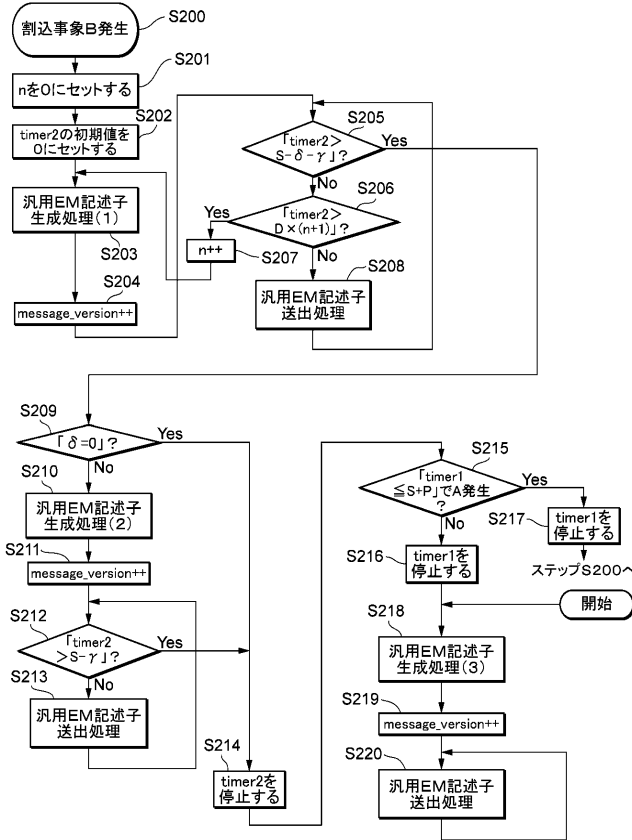 割込事象B発生
S200
S201
nを0にセットする
S202
timer2の初期値を
0にセットする
汎用EM記述子
生成処理(1)
S203
S204
message_version++
S205
「timer2>
S-δ-γ」?
Yes
No
S206
「timer2>
D×(n+1)」?
Yes
No
n++
S207
S208
汎用EM記述子
送出処理
S209
「δ=0」?
Yes
No
S210
汎用EM記述子
生成処理(2)
S211
message_version++
S212
「timer2
>S-γ」?
Yes
No
S213
汎用EM記述子
送出処理
S214
timer2を
停止する
S215
「timer1
≦S+P」でA発生
?
Yes
No
S217
timer1を
停止する
ステップS200へ
S216
timer1を
停止する
開始
S218
汎用EM記述子
生成処理(3)
S219
message_version++
S220
汎用EM記述子
送出処理